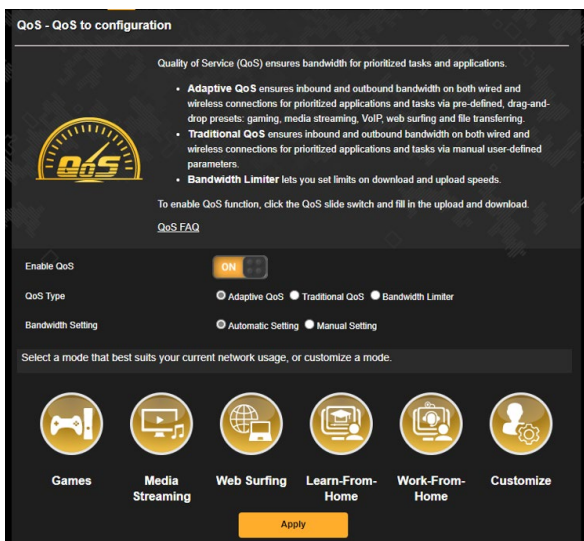 QoS - QoS to configuration
Quality of Service (QoS) ensures bandwidth for prioritized tasks and applications.
• Adaptive QoS ensures inbound and outbound bandwidth on both wired and
wireless connections for prioritized applications and tasks via pre-defined, drag-and-
drop presets: gaming, media streaming, VoIP, web surfing and file transferring.
• Traditional QoS ensures inbound and outbound bandwidth on both wired and
wireless connections for prioritized applications and tasks via manual user-defined
parameters.
• Bandwidth Limiter lets you set limits on download and upload speeds.
QoS
To enable QoS function, click the QoS slide switch and fill in the upload and download.
QoS FAQ
Enable QoS ON
QoS Type Adaptive QoS Traditional QoS Bandwidth Limiter
Bandwidth Setting Automatic Setting Manual Setting
Select a mode that best suits your current network usage, or customize a mode.
Games
Media
Streaming
Web Surfing
Learn-From-
Home
Work-From-
Home
Customize
Apply